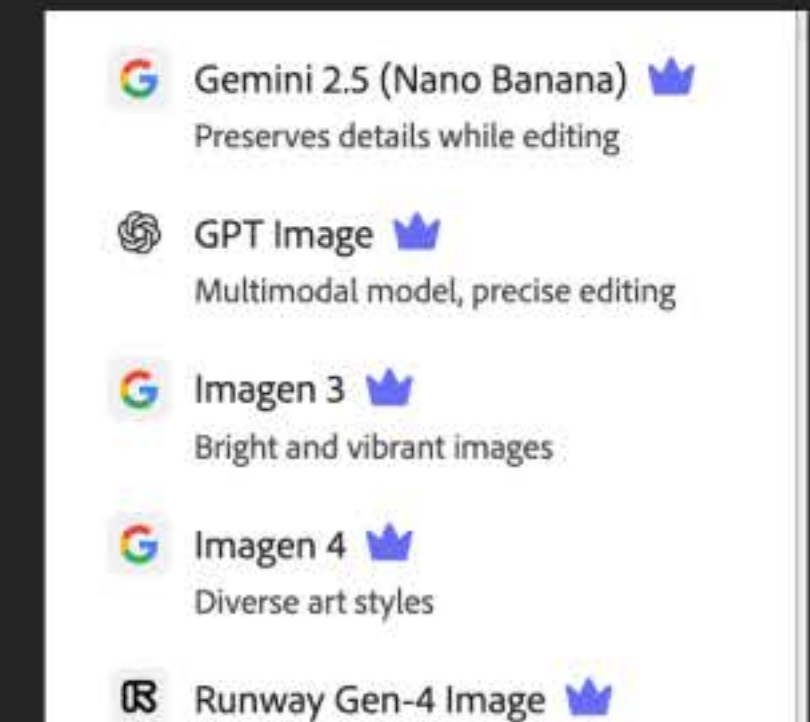 Gemini 2.5 (Nano Banana)
Preserves details while editing
GPT Image
Multimodal model, precise editing
Imagen 3
Bright and vibrant images
Imagen 4
Diverse art styles
Runway Gen-4 Image